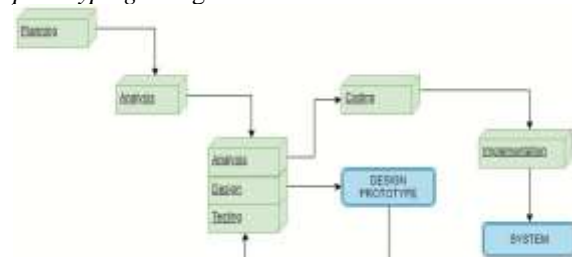 Planning
Analysis
Coding
Analysis
Design
Testing
DESIGN
PROTOTYPE
Implementation
SYSTEM